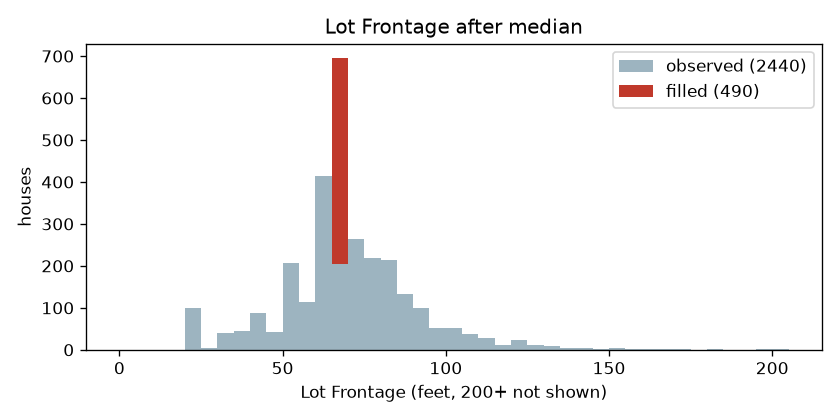 Lot Frontage after median
observed (2440)
filled (490)
houses
700
600
500
400
300
200
100
0
0 50 100 150 200
Lot Frontage (feet, 200+ not shown)